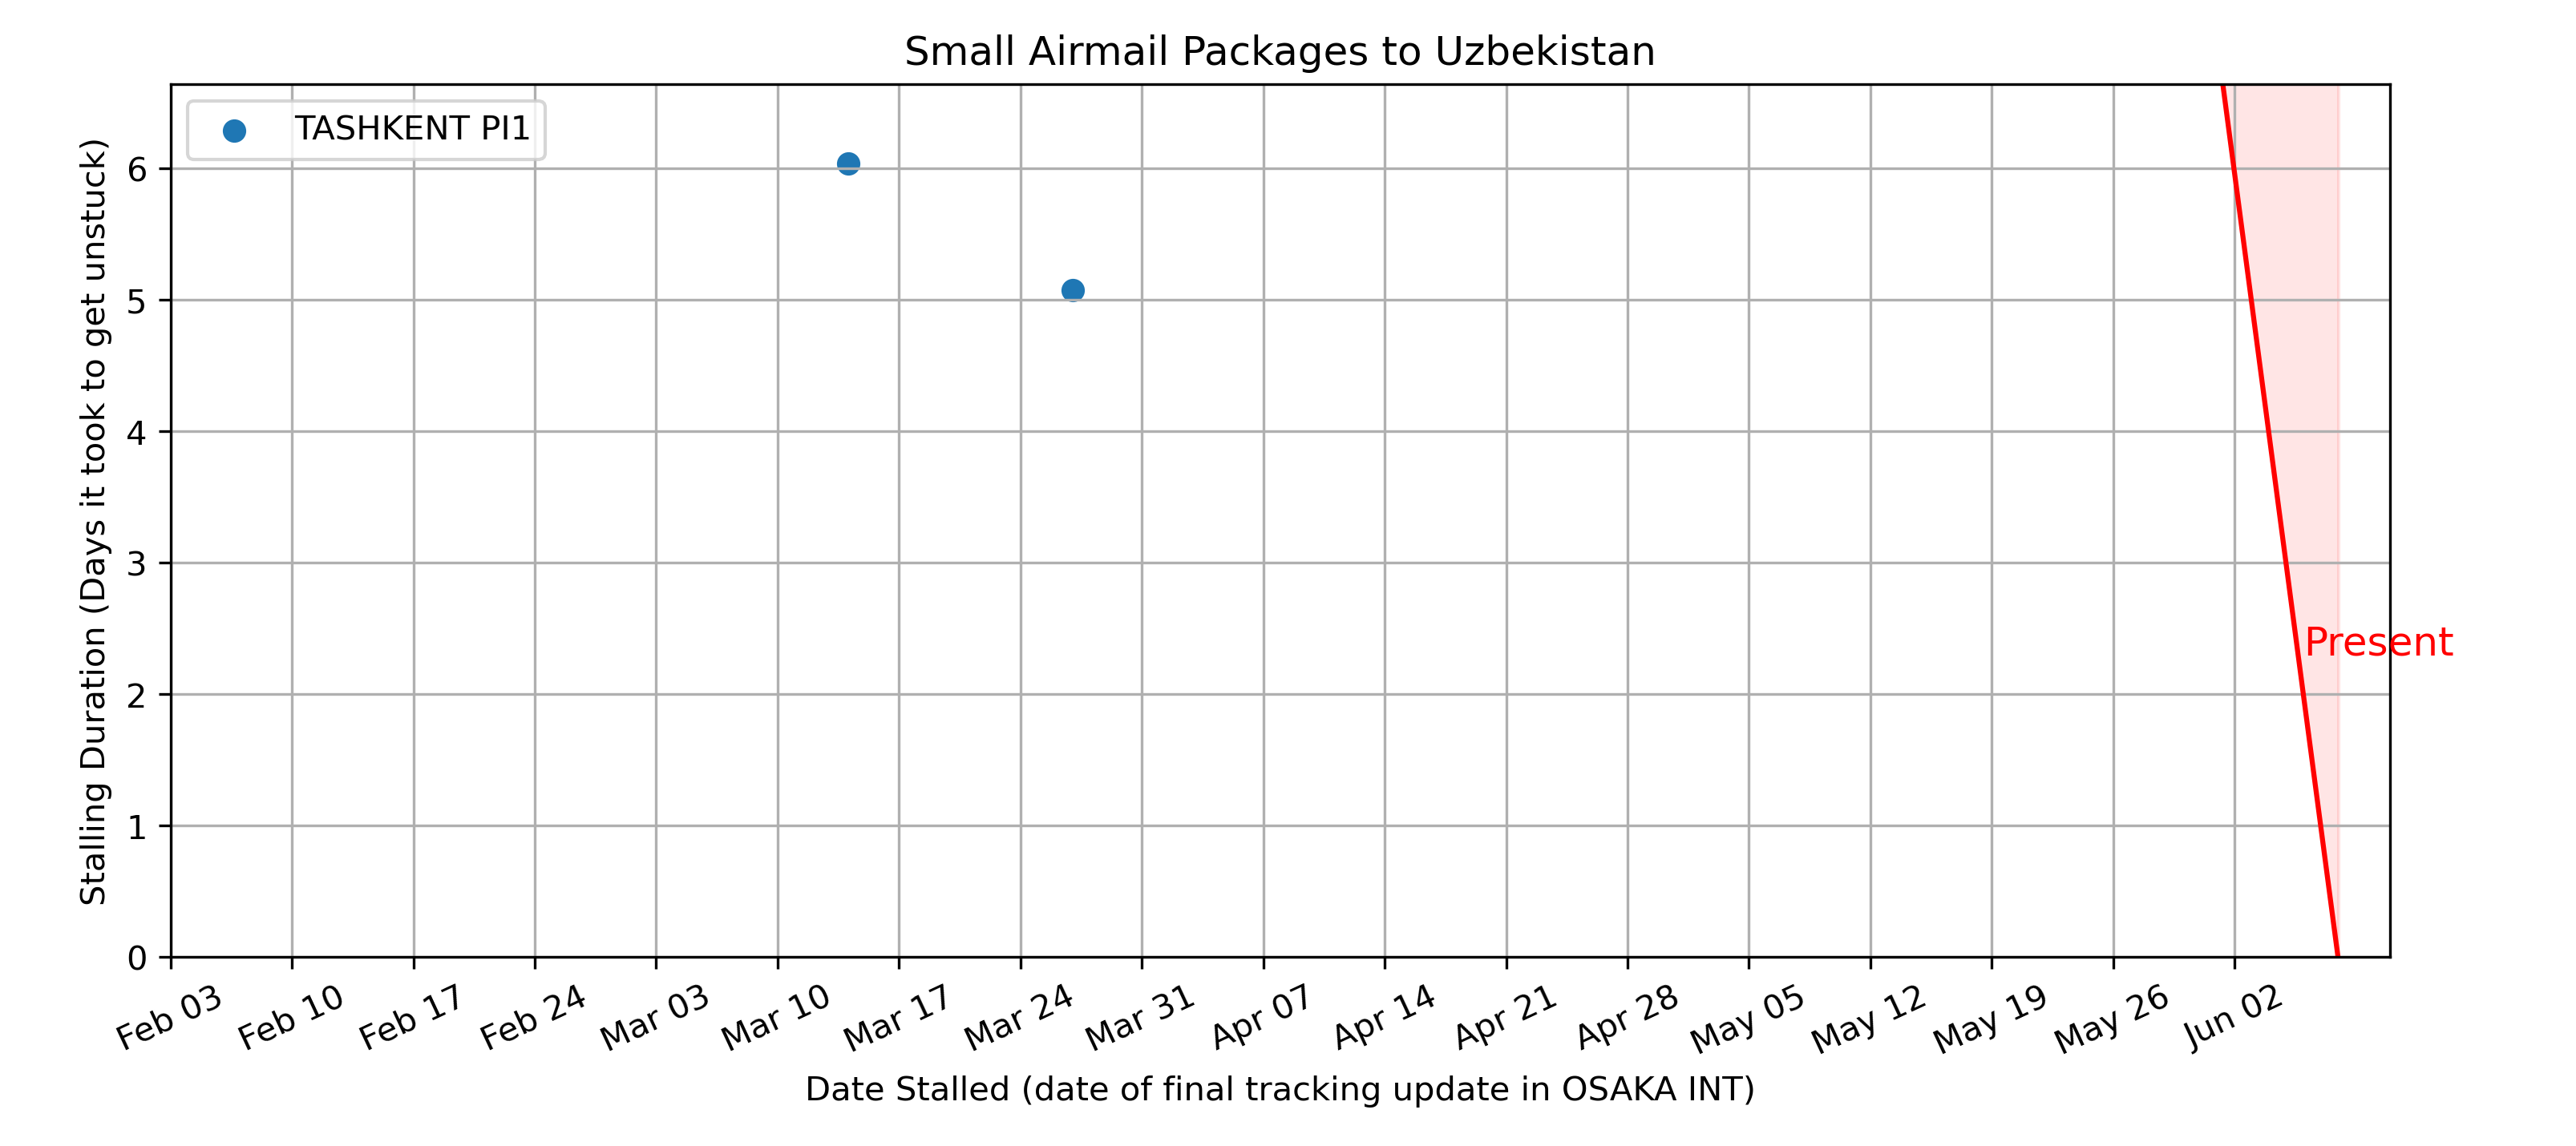 Small Airmail Packages to Uzbekistan
TASHKENT PI1
Stalling Duration (Days it took to get unstuck)
6
5
4
3
2
1
0
Present
Feb 03
Feb 10
Feb 17
Feb 24
Mar 03
Mar 10
Mar 17
Mar 24
Mar 31
Apr 07
Apr 14
Apr 21
Apr 28
May 05
May 12
May 19
May 26
Jun 02
Date Stalled (date of final tracking update in OSAKA INT)